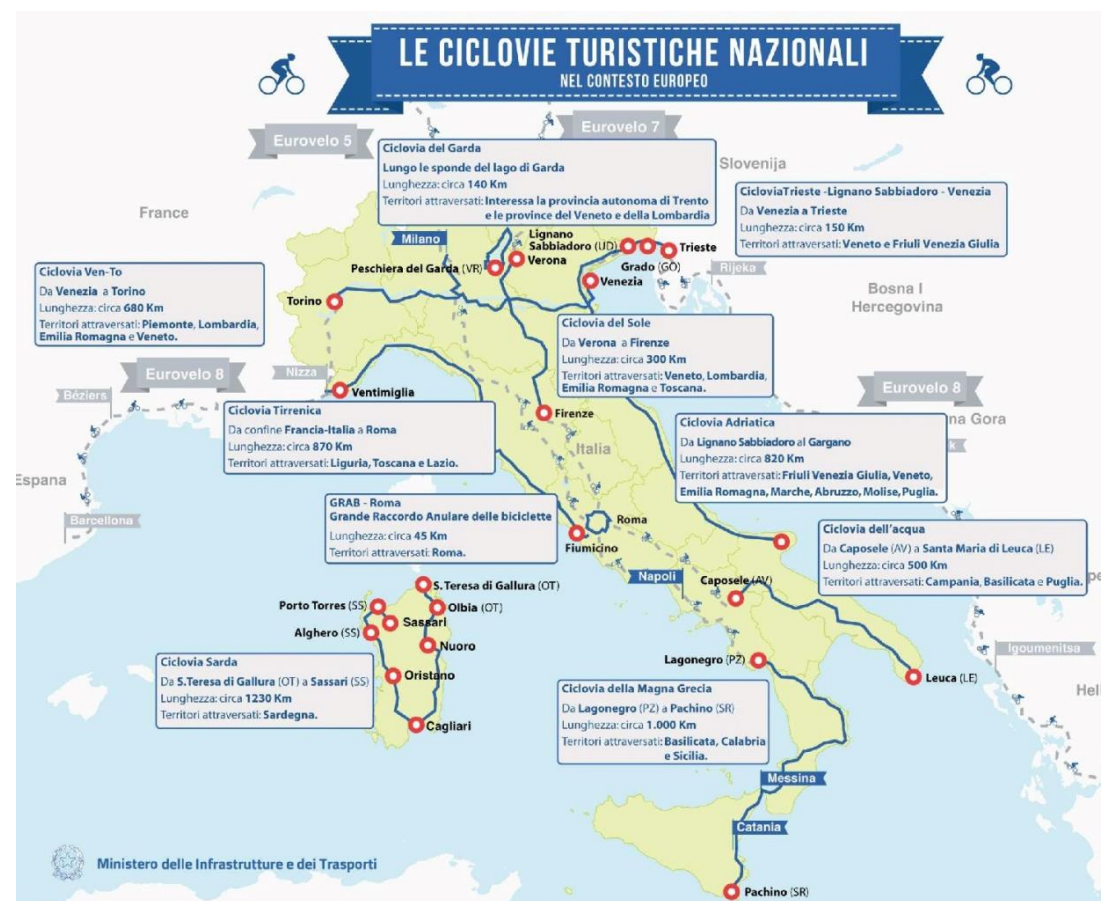 LE CICLOVIE TURISTICHE NAZIONALI
NEL CONTESTO EUROPEO
Eurovelo 5
Eurovelo 7
Ciclovia del Garda
Lungo le sponde del lago di Garda
Lunghezza: circa 140 Km
Territori attraversati: Interessa la provincia autonoma di Trento
e le province del Veneto e della Lombardia
Slovenija
CicloviaTrieste -Lignano Sabbiadoro - Venezia
Da Venezia a Trieste
Lunghezza: circa 150 Km
Territori attraversati: Veneto e Friuli Venezia Giulia
France
Milano
Lignano
Sabbiadoro (UD)
Trieste
Grado (GO)
Verona
Peschiera del Garda (VR)
Venezia
Rijeka
Bosna I
Hercegovina
Ciclovia Ven-To
Da Venezia a Torino
Lunghezza: circa 680 Km
Territori attraversati: Piemonte, Lombardia,
Emilia Romagna e Veneto.
Torino
Ciclovia del Sole
Da Verona a Firenze
Lunghezza: circa 300 Km
Territori attraversati: Veneto, Lombardia,
Emilia Romagna e Toscana.
Nizza
Eurovelo 8
Béziers
Ventimiglia
Eurovelo 8
na Gora
Ciclovia Tirrenica
Da confine Francia-Italia a Roma
Lunghezza: circa 870 Km
Territori attraversati: Liguria, Toscana e Lazio.
Firenze
Italia
Ciclovia Adriatica
Da Lignano Sabbiadoro al Gargano
Lunghezza: circa 820 Km
Territori attraversati: Friuli Venezia Giulia, Veneto,
Emilia Romagna, Marche, Abruzzo, Molise, Puglia.
k
Espana
Barcellona
GRAB - Roma
Grande Raccordo Anulare delle biciclette
Lunghezza: circa 45 Km
Territori attraversati: Roma.
Roma
Fiumicino
Ciclovia dell'acqua
Da Caposele (AV) a Santa Maria di Leuca (LE)
Lunghezza: circa 500 Km
Territori attraversati: Campania, Basilicata e Puglia.
Napoli
Caposele (AV)
S. Teresa di Gallura (OT)
Porto Torres (SS)
Olbia (OT)
Sassari
Alghero (SS)
Nuoro
Oristano
Cagliari
Ciclovia Sarda
Da S.Teresa di Gallura (OT) a Sassari (SS)
Lunghezza: circa 1230 Km
Territori attraversati: Sardegna.
Lagonegro (PZ)
Leuca (LE)
Igoumenitsa
Hel
Ciclovia della Magna Grecia
Da Lagonegro (PZ) a Pachino (SR)
Lunghezza: circa 1.000 Km
Territori attraversati: Basilicata, Calabria
e Sicilia.
Messina
Catania
Pachino (SR)
Ministero delle Infrastrutture e dei Trasporti